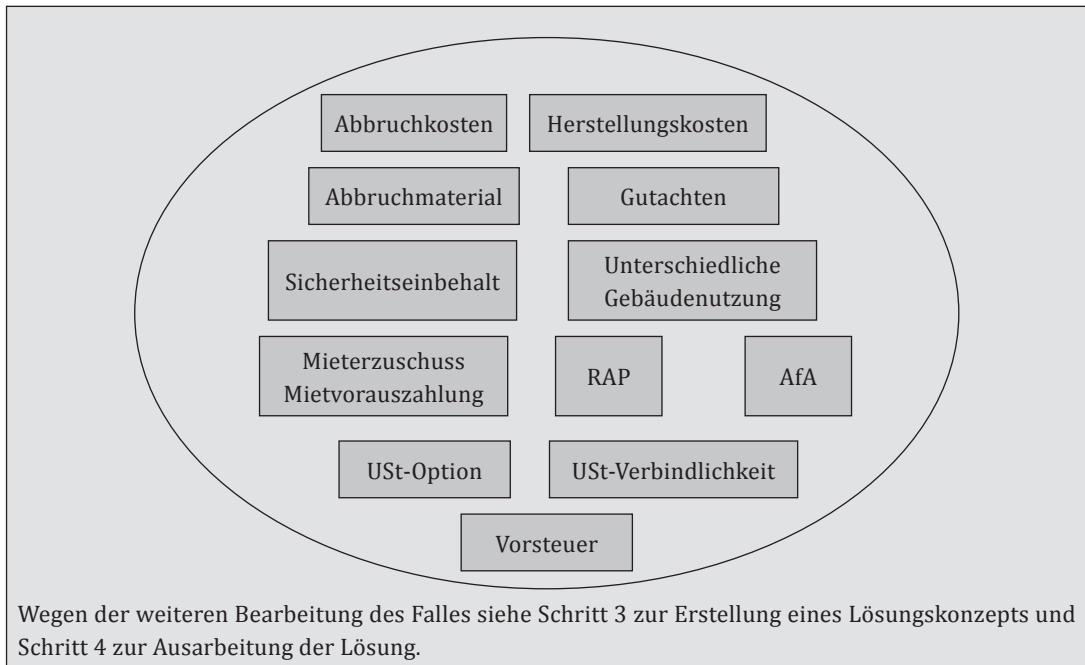 Abbruchkosten
Herstellungskosten
Abbruchmaterial
Gutachten
Sicherheitseinbehalt
Unterschiedliche
Gebäudenutzung
Mieterzuschuss
Mietvorauszahlung
RAP
AfA
USt-Option
USt-Verbindlichkeit
Vorsteuer
Wegen der weiteren Bearbeitung des Falles siehe Schritt 3 zur Erstellung eines Lösungskonzepts und
Schritt 4 zur Ausarbeitung der Lösung.